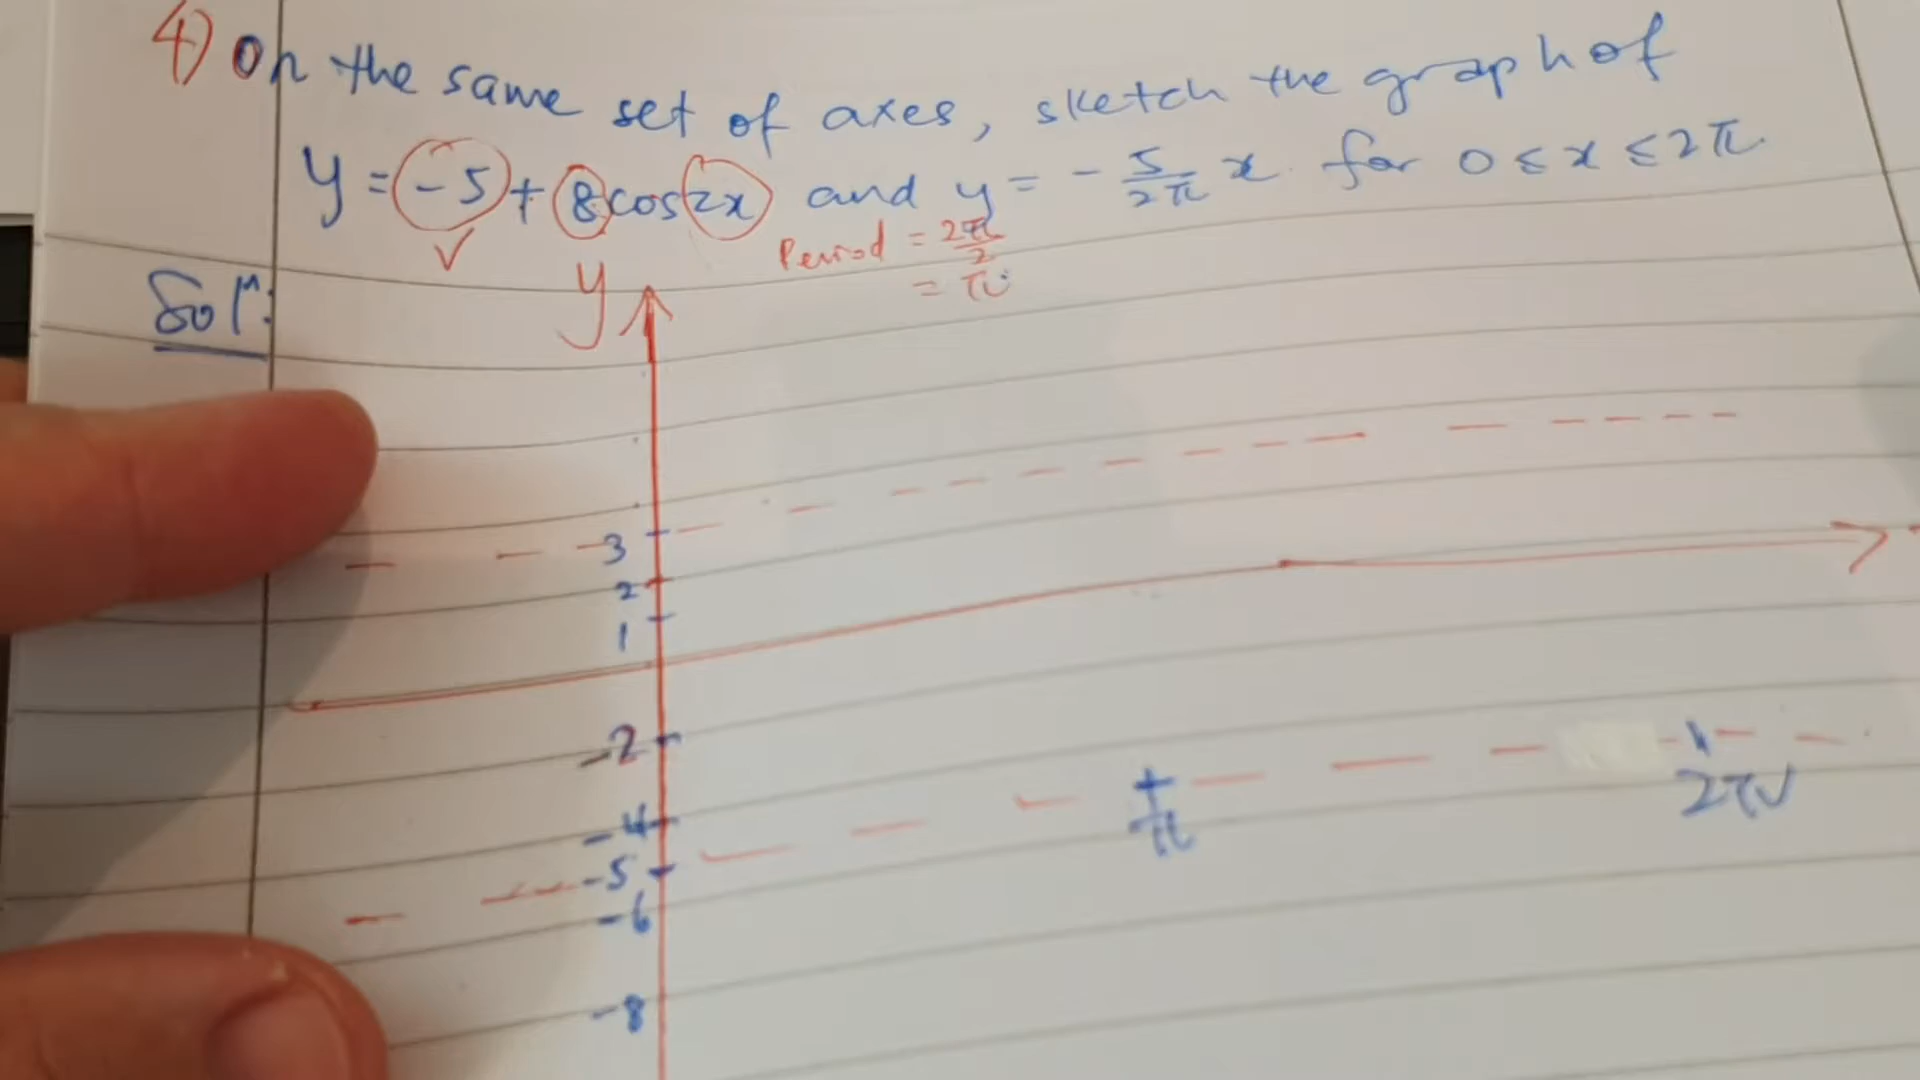 4) On the same set of axes, sketch the graph of
y = -5 + 8cos2x and y = - 5/2π x for 0 ≤ x ≤ 2π.
✓
Period = 2π/2
= π
Solⁿ:
y
3
2
1
-2
-4
-5
-6
-8
π
2π